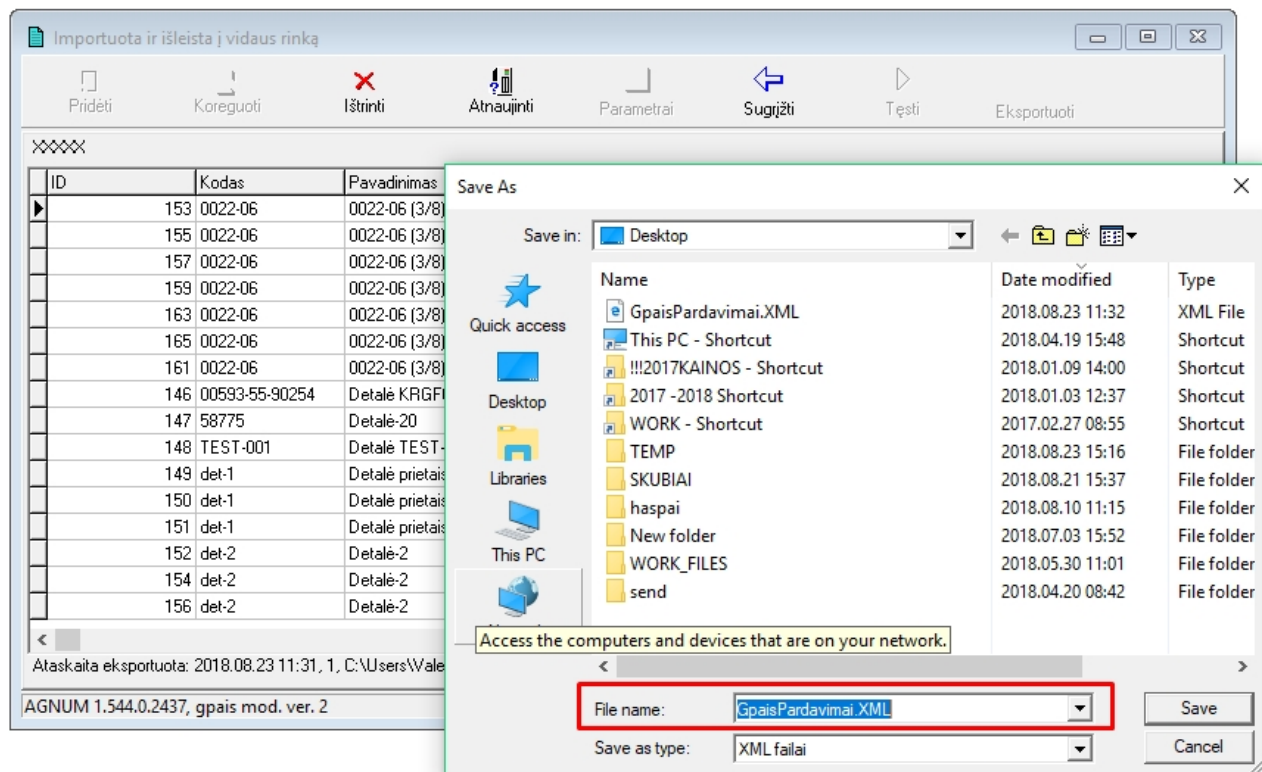 Importuota ir išleista į vidaus rinką
Pridėti Koreguoti Ištrinti Atnaujinti Parametrai Sugrįžti Tęsti Eksportuoti
XXXXX
ID Kodas Pavadinimas
153 0022-06 0022-06 (3/8)
155 0022-06 0022-06 (3/8)
157 0022-06 0022-06 (3/8)
159 0022-06 0022-06 (3/8)
163 0022-06 0022-06 (3/8)
165 0022-06 0022-06 (3/8)
161 0022-06 0022-06 (3/8)
146 00593-55-90254 Detalė KRGF
147 58775 Detalė-20
148 TEST-001 Detalė TEST-
149 det-1 Detalė prietais
150 det-1 Detalė prietais
151 det-1 Detalė prietais
152 det-2 Detalė-2
154 det-2 Detalė-2
156 det-2 Detalė-2
Ataskaita eksportuota: 2018.08.23 11:31, 1, C:\Users\Vale
AGNUM 1.544.0.2437, gpais mod. ver. 2
Save As
Save in: Desktop
Quick access
Desktop
Libraries
This PC
Name Date modified Type
GpaisPardavimai.XML 2018.08.23 11:32 XML File
This PC - Shortcut 2018.04.19 15:48 Shortcut
!!!2017KAINOS - Shortcut 2018.01.09 14:00 Shortcut
2017 -2018 Shortcut 2018.01.03 12:37 Shortcut
WORK - Shortcut 2017.02.27 08:55 Shortcut
TEMP 2018.08.23 15:16 File folder
SKUBIAI 2018.08.21 15:37 File folder
haspai 2018.08.10 11:15 File folder
New folder 2018.07.03 15:52 File folder
WORK_FILES 2018.05.30 11:01 File folder
send 2018.04.20 08:42 File folder
Access the computers and devices that are on your network.
File name: GpaisPardavimai.XML Save
Save as type: XML failai Cancel